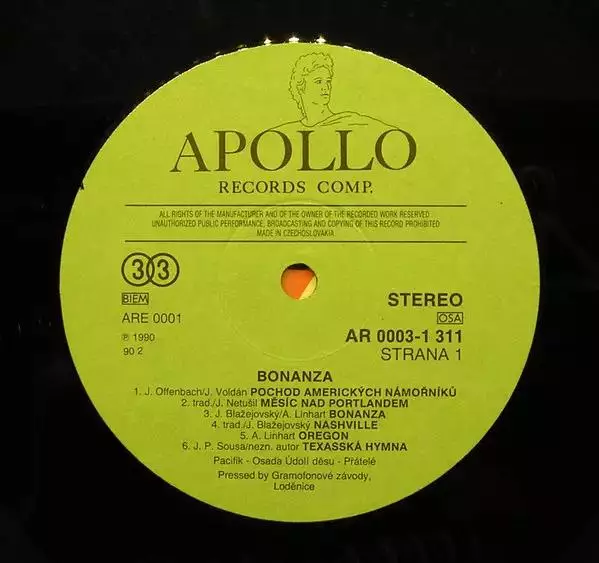 APOLLO
RECORDS COMP.
ALL RIGHTS OF THE MANUFACTURER AND OF THE OWNER OF THE RECORDED WORK RESERVED
UNAUTHORIZED PUBLIC PERFORMANCE, BROADCASTING AND COPYING OF THIS RECORD PROHIBITED
MADE IN CZECHOSLOVAKIA
33
BIEM
ARE 0001
℗ 1990
90 2
STEREO
OSA
AR 0003-1 311
STRANA 1
BONANZA
1. J. Offenbach/J. Voldán POCHOD AMERICKÝCH NÁMOŘNÍKŮ
2. trad./J. Netušil MĚSÍC NAD PORTLANDEM
3. J. Blažejovský/A. Linhart BONANZA
4. trad./J. Blažejovský NASHVILLE
5. A. Linhart OREGON
6. J. P. Sousa/nezn. autor TEXASSKÁ HYMNA
Pacifik - Osada Údolí děsu - Přátelé
Pressed by Gramofonové závody,
Loděnice